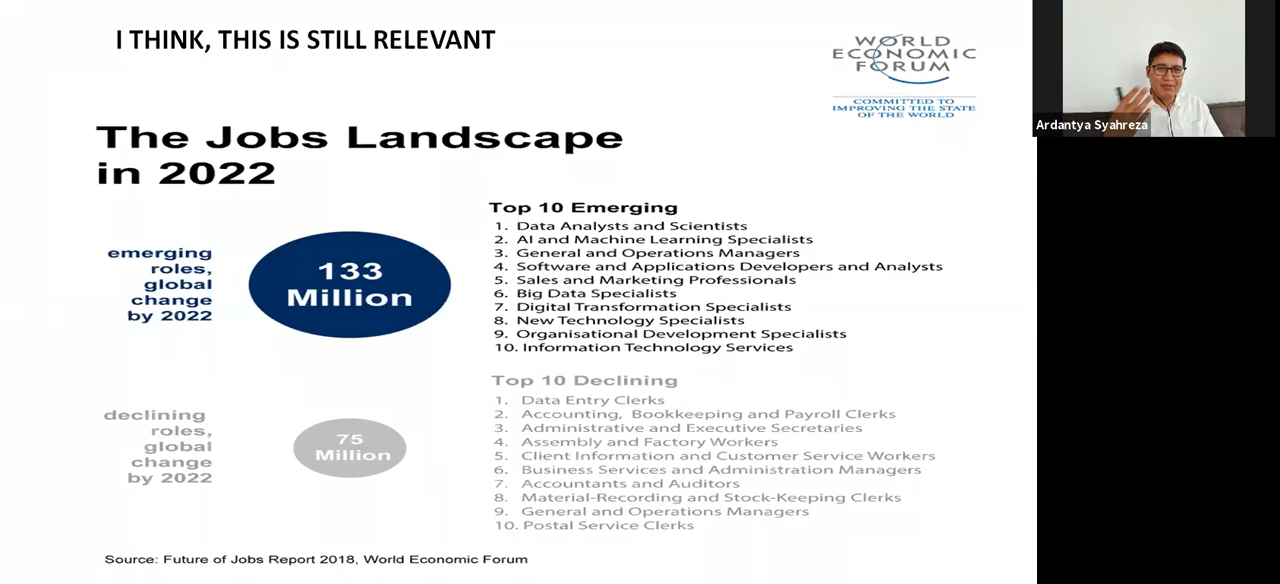 I THINK, THIS IS STILL RELEVANT
WORLD
ECONOMIC
FORUM
COMMITTED TO
IMPROVING THE STATE
OF THE WORLD
Ardantya Syahreza
The Jobs Landscape
in 2022
emerging
roles,
global
change
by 2022
133
Million
Top 10 Emerging
1. Data Analysts and Scientists
2. AI and Machine Learning Specialists
3. General and Operations Managers
4. Software and Applications Developers and Analysts
5. Sales and Marketing Professionals
6. Big Data Specialists
7. Digital Transformation Specialists
8. New Technology Specialists
9. Organisational Development Specialists
10. Information Technology Services
declining
roles,
global
change
by 2022
75
Million
Top 10 Declining
1. Data Entry Clerks
2. Accounting, Bookkeeping and Payroll Clerks
3. Administrative and Executive Secretaries
4. Assembly and Factory Workers
5. Client Information and Customer Service Workers
6. Business Services and Administration Managers
7. Accountants and Auditors
8. Material-Recording and Stock-Keeping Clerks
9. General and Operations Managers
10. Postal Service Clerks
Source: Future of Jobs Report 2018, World Economic Forum